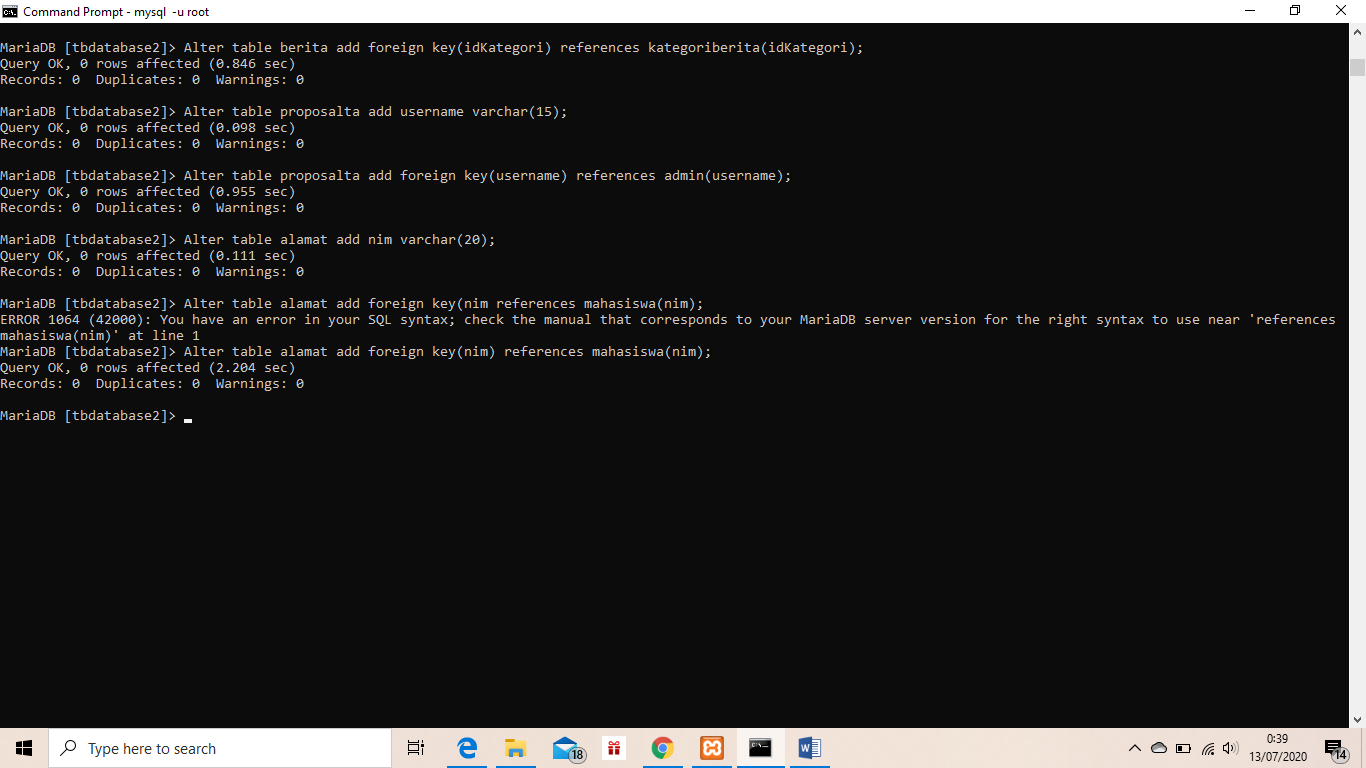 Command Prompt - mysql  -u root
MariaDB [tbdatabase2]> Alter table berita add foreign key(idKategori) references kategoriberita(idKategori);
Query OK, 0 rows affected (0.846 sec)
Records: 0  Duplicates: 0  Warnings: 0
MariaDB [tbdatabase2]> Alter table proposalta add username varchar(15);
Query OK, 0 rows affected (0.098 sec)
Records: 0  Duplicates: 0  Warnings: 0
MariaDB [tbdatabase2]> Alter table proposalta add foreign key(username) references admin(username);
Query OK, 0 rows affected (0.955 sec)
Records: 0  Duplicates: 0  Warnings: 0
MariaDB [tbdatabase2]> Alter table alamat add nim varchar(20);
Query OK, 0 rows affected (0.111 sec)
Records: 0  Duplicates: 0  Warnings: 0
MariaDB [tbdatabase2]> Alter table alamat add foreign key(nim references mahasiswa(nim);
ERROR 1064 (42000): You have an error in your SQL syntax; check the manual that corresponds to your MariaDB server version for the right syntax to use near 'references
mahasiswa(nim)' at line 1
MariaDB [tbdatabase2]> Alter table alamat add foreign key(nim) references mahasiswa(nim);
Query OK, 0 rows affected (2.204 sec)
Records: 0  Duplicates: 0  Warnings: 0
MariaDB [tbdatabase2]>
Type here to search
18
0:39
13/07/2020
14